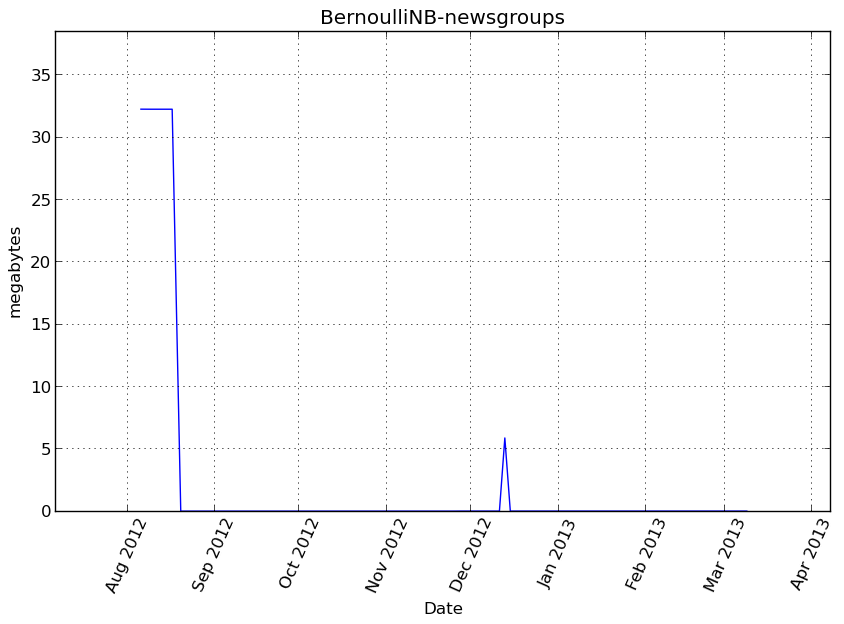 BernoulliNB-newsgroups
35
30
25
20
15
10
5
0
megabytes
Aug 2012
Sep 2012
Oct 2012
Nov 2012
Dec 2012
Jan 2013
Feb 2013
Mar 2013
Apr 2013
Date